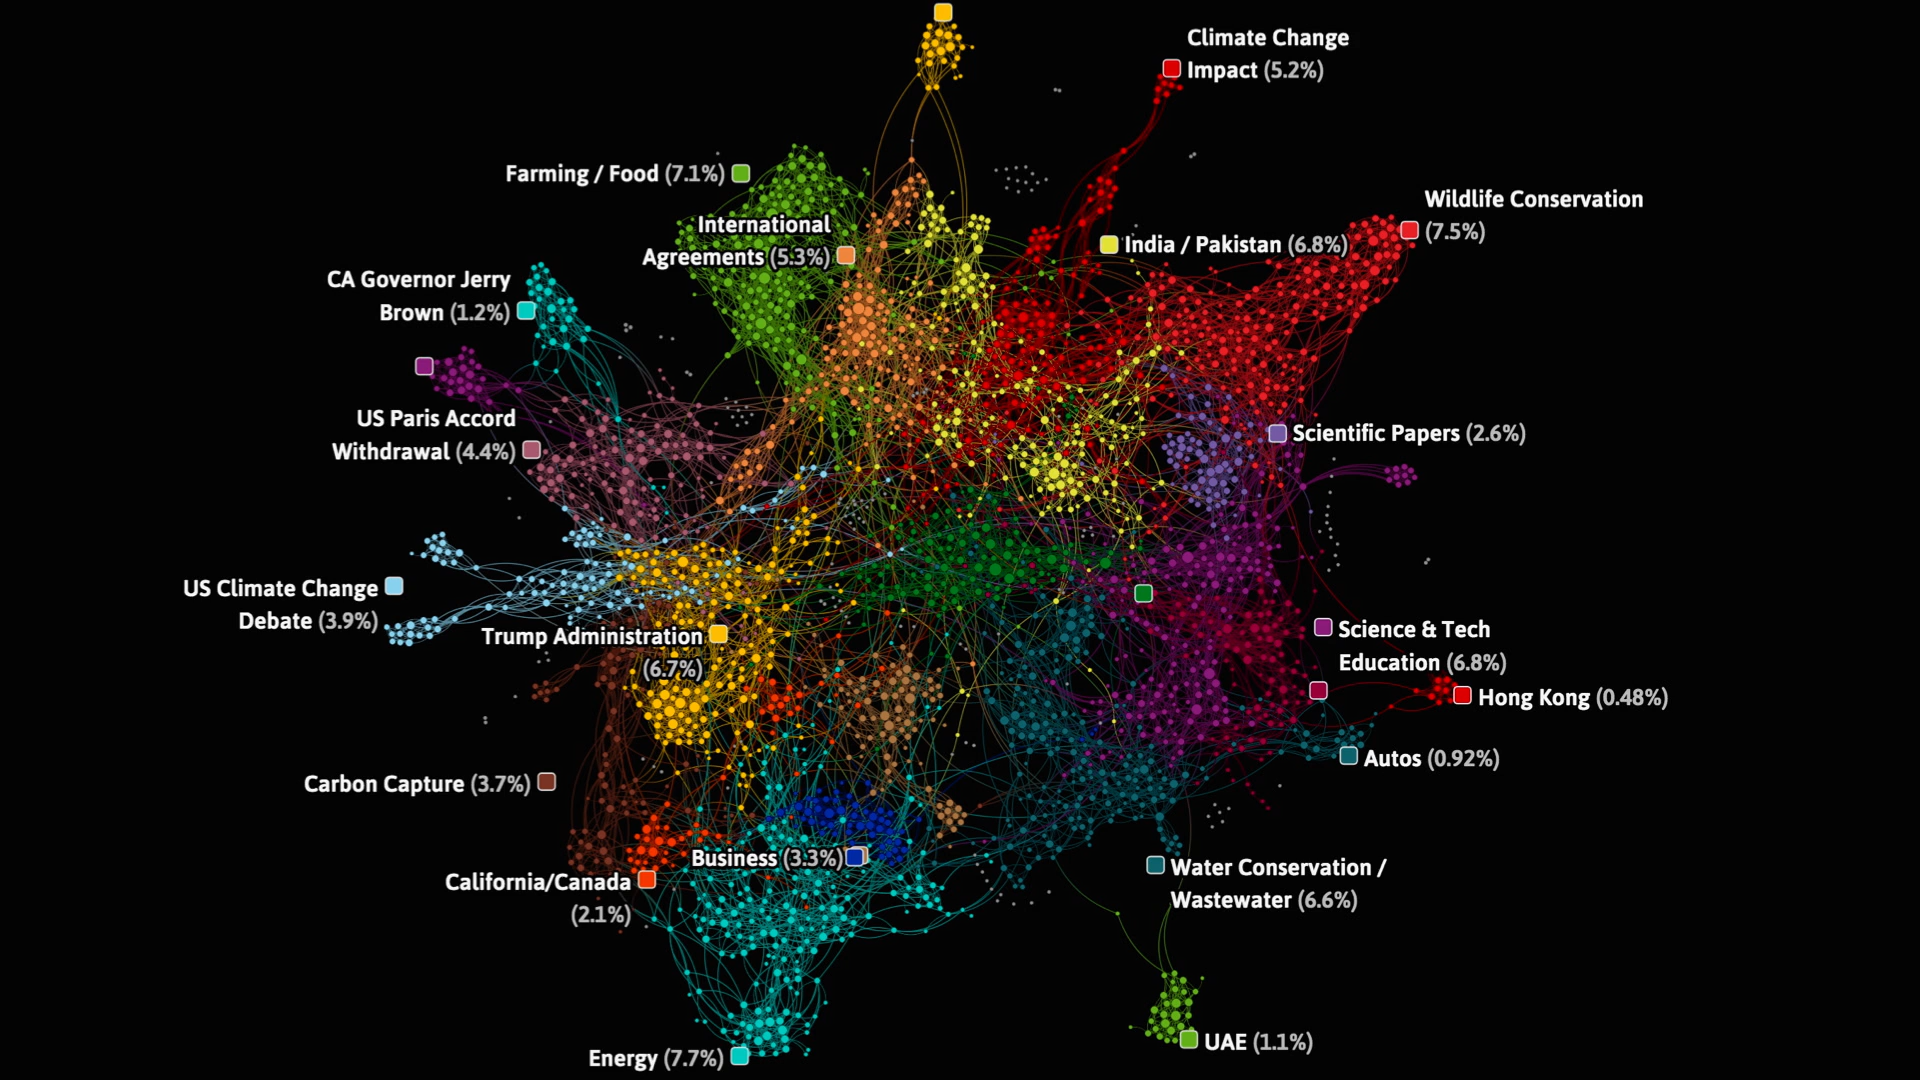 Climate Change
Impact (5.2%)
Farming / Food (7.1%)
Wildlife Conservation
(7.5%)
International
Agreements (5.3%)
India / Pakistan (6.8%)
CA Governor Jerry
Brown (1.2%)
US Paris Accord
Withdrawal (4.4%)
Scientific Papers (2.6%)
US Climate Change
Debate (3.9%)
Trump Administration
(6.7%)
Science & Tech
Education (6.8%)
Hong Kong (0.48%)
Autos (0.92%)
Carbon Capture (3.7%)
Business (3.3%)
California/Canada
(2.1%)
Water Conservation /
Wastewater (6.6%)
UAE (1.1%)
Energy (7.7%)